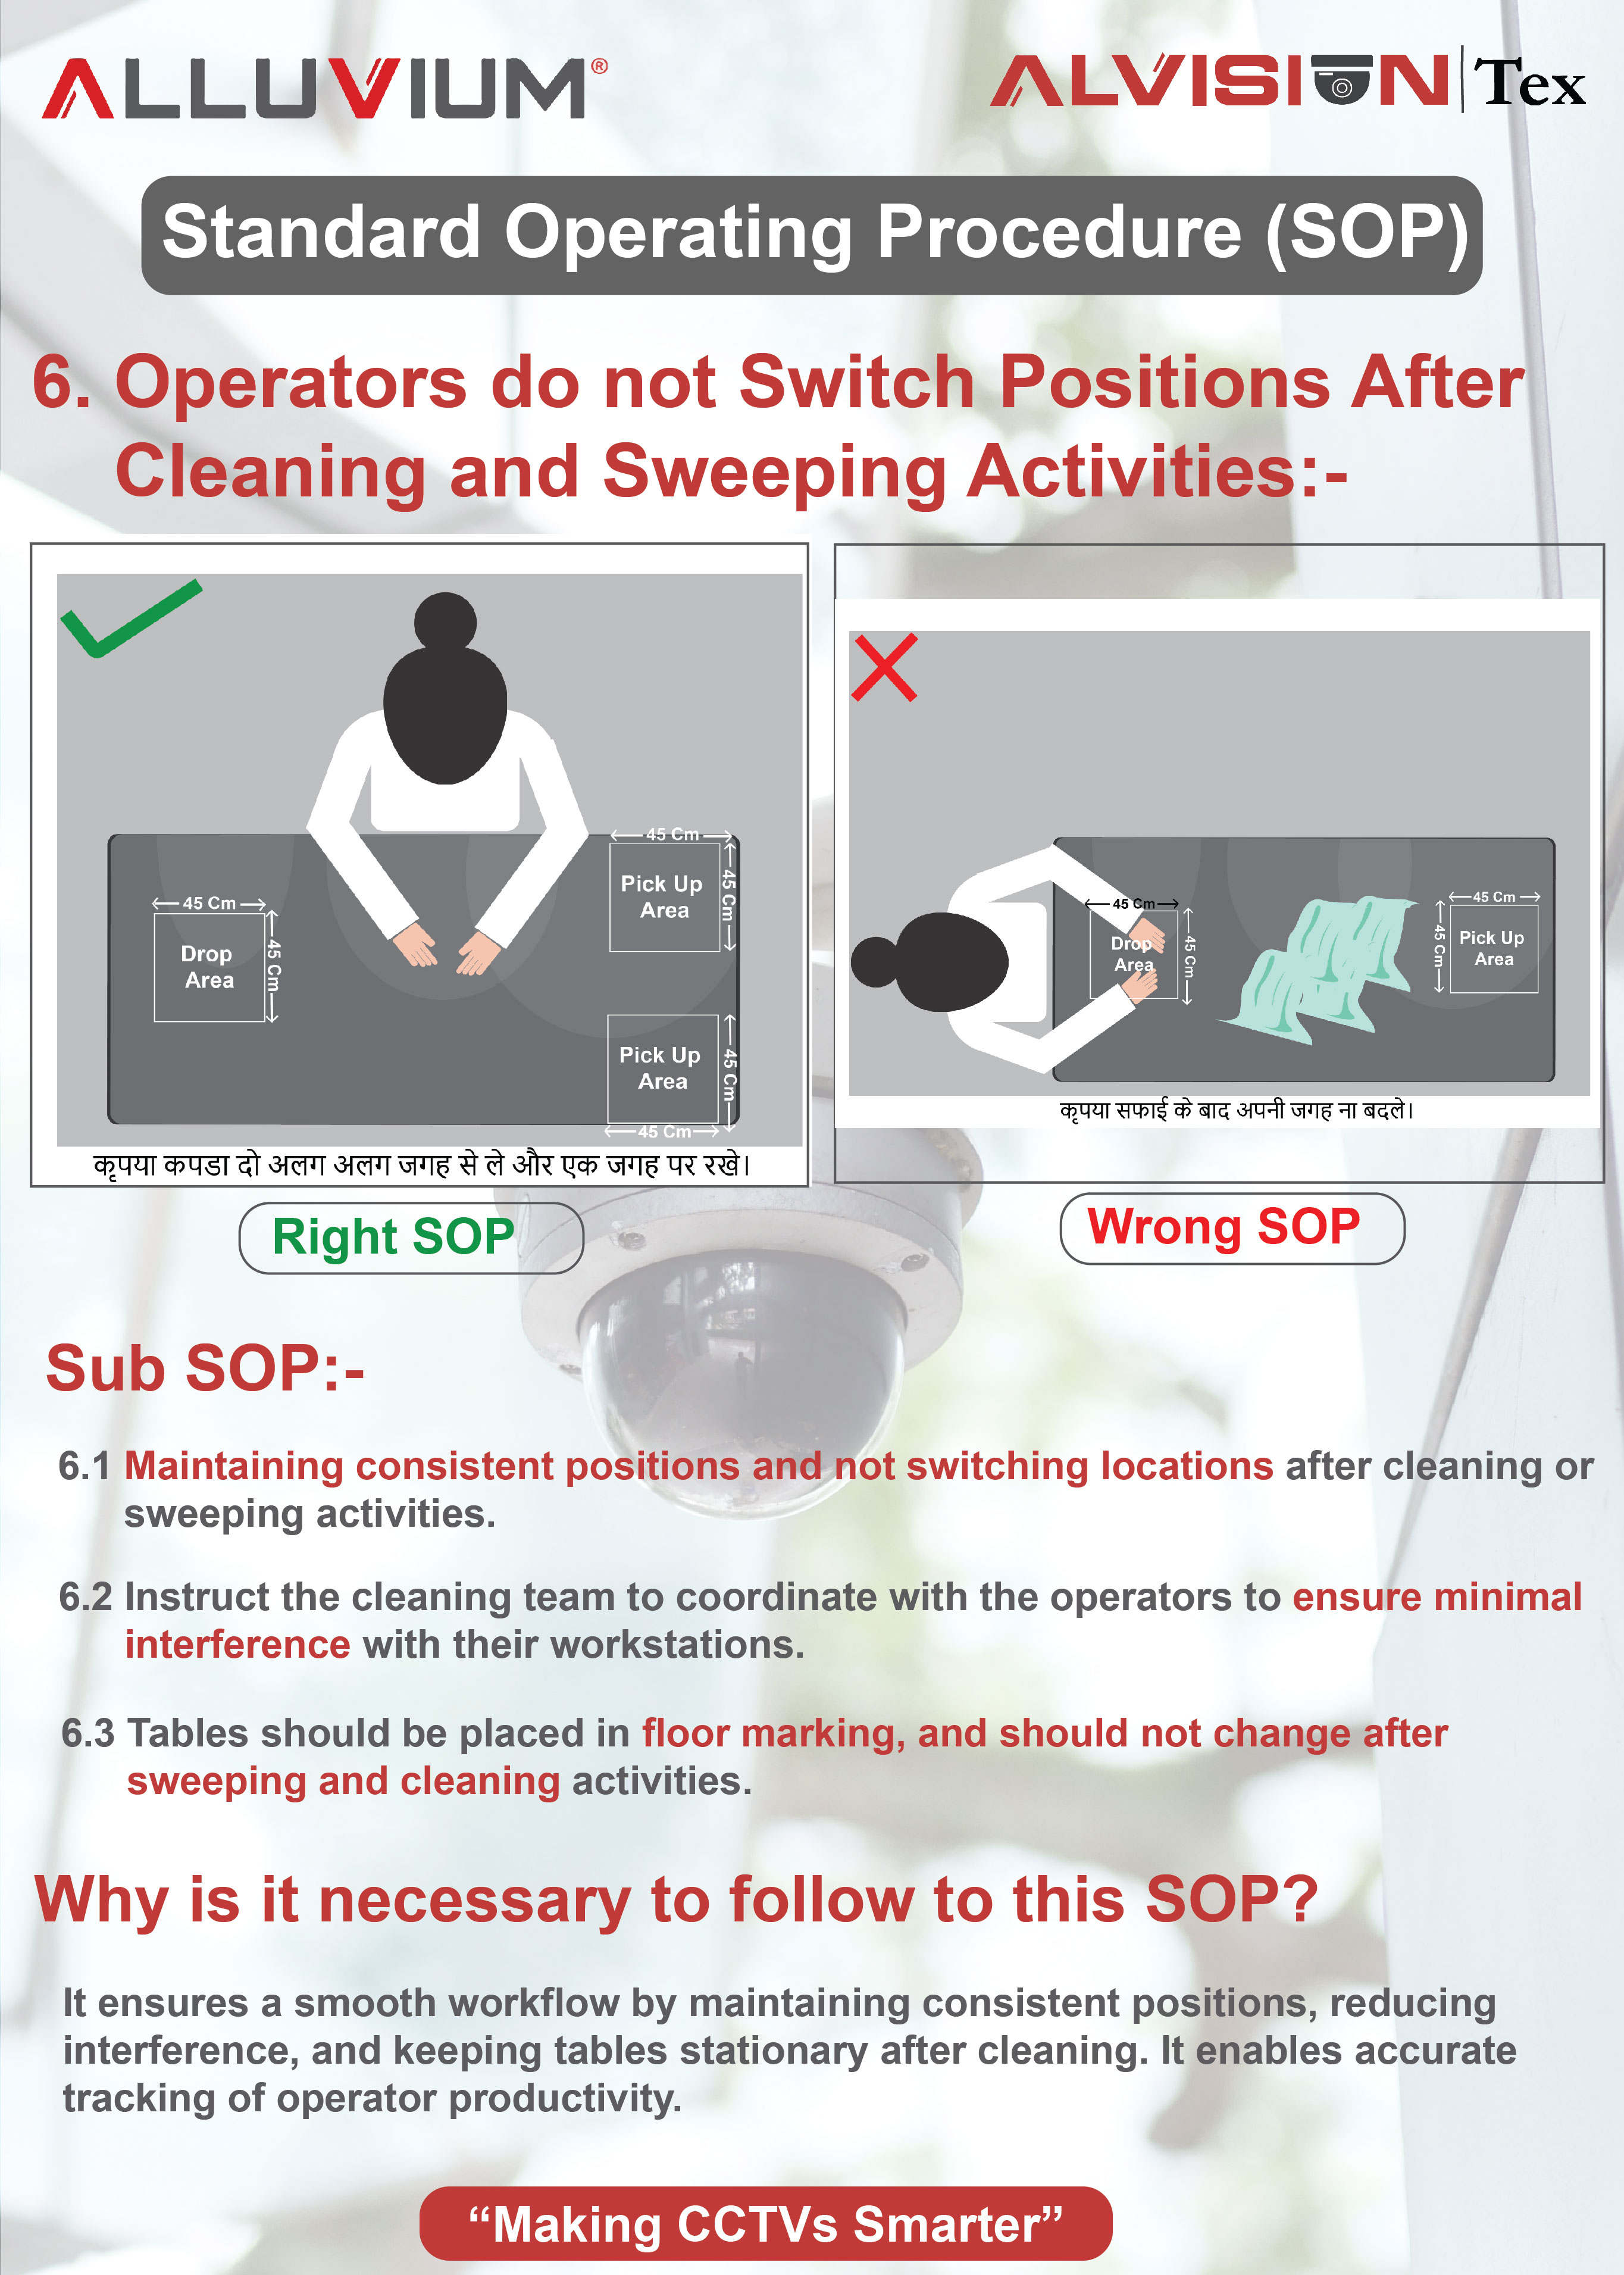 ALLUVIUM®
ALVISION Tex
Standard Operating Procedure (SOP)
6. Operators do not Switch Positions After
Cleaning and Sweeping Activities:-
45 Cm
45 Cm
Pick Up
Area
45 Cm
45 Cm
Drop
Area
Pick Up
Area
45 Cm
45 Cm
कृपया कपडा दो अलग अलग जगह से ले और एक जगह पर रखे।
Right SOP
45 Cm
45 Cm
Drop
Area
45 Cm
45 Cm
Pick Up
Area
कृपया सफाई के बाद अपनी जगह ना बदले।
Wrong SOP
Sub SOP:-
6.1 Maintaining consistent positions and not switching locations after cleaning or
sweeping activities.
6.2 Instruct the cleaning team to coordinate with the operators to ensure minimal
interference with their workstations.
6.3 Tables should be placed in floor marking, and should not change after
sweeping and cleaning activities.
Why is it necessary to follow to this SOP?
It ensures a smooth workflow by maintaining consistent positions, reducing
interference, and keeping tables stationary after cleaning. It enables accurate
tracking of operator productivity.
“Making CCTVs Smarter”